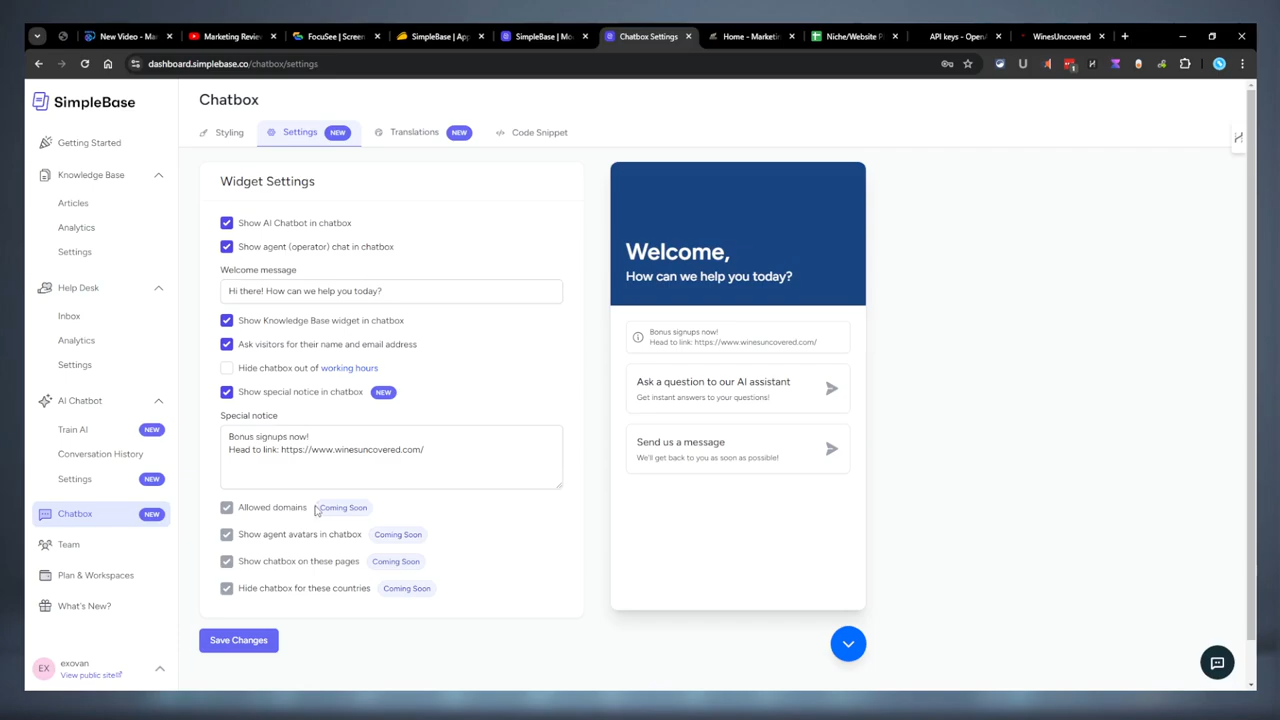 New Video - Ma
Marketing Revie
FocuSee | Screen
SimpleBase | App
SimpleBase | Mo
Chatbox Settings
Home - Marketin
Niche/Website P
API keys - OpenA
WinesUncovered
dashboard.simplebase.co/chatbox/settings
SimpleBase
Getting Started
Knowledge Base
Articles
Analytics
Settings
Help Desk
Inbox
Analytics
Settings
AI Chatbot
Train AI NEW
Conversation History
Settings NEW
Chatbox NEW
Team
Plan & Workspaces
What's New?
EX
exovan
View public site
Chatbox
Styling
Settings NEW
Translations NEW
Code Snippet
Widget Settings
Show AI Chatbot in chatbox
Show agent (operator) chat in chatbox
Welcome message
Hi there! How can we help you today?
Show Knowledge Base widget in chatbox
Ask visitors for their name and email address
Hide chatbox out of working hours
Show special notice in chatbox NEW
Special notice
Bonus signups now!
Head to link: https://www.winesuncovered.com/
Allowed domains Coming Soon
Show agent avatars in chatbox Coming Soon
Show chatbox on these pages Coming Soon
Hide chatbox for these countries Coming Soon
Save Changes
Welcome,
How can we help you today?
Bonus signups now!
Head to link: https://www.winesuncovered.com/
Ask a question to our AI assistant
Get instant answers to your questions!
Send us a message
We'll get back to you as soon as possible!